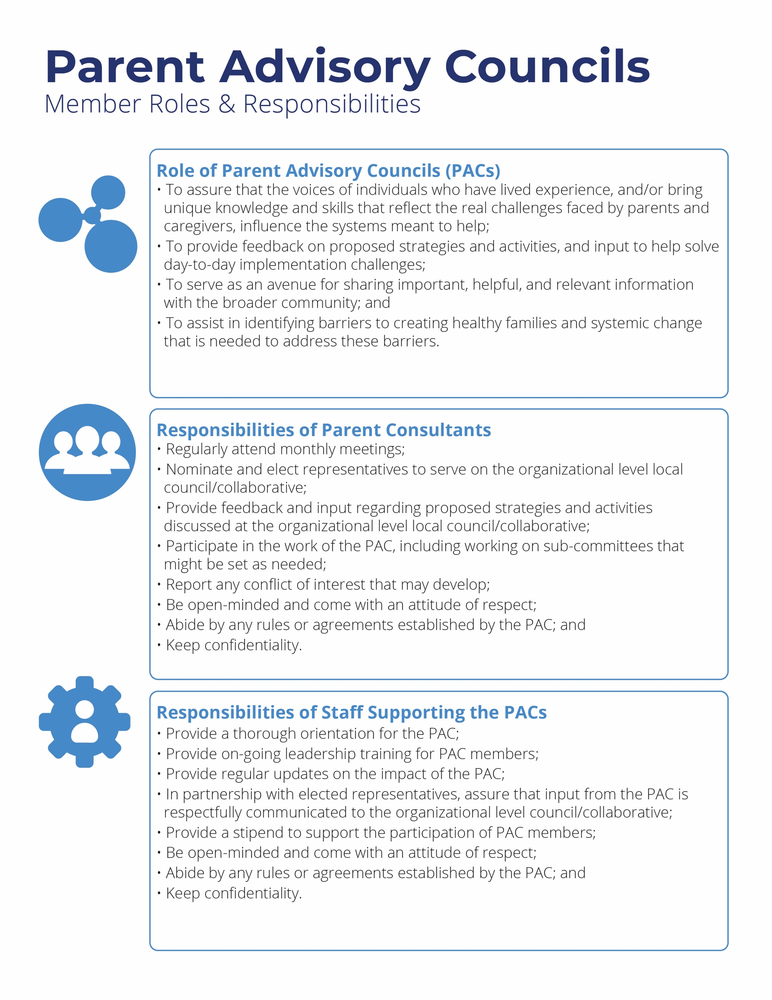 Parent Advisory Councils
Member Roles & Responsibilities
Role of Parent Advisory Councils (PACs)
• To assure that the voices of individuals who have lived experience, and/or bring
unique knowledge and skills that reflect the real challenges faced by parents and
caregivers, influence the systems meant to help;
• To provide feedback on proposed strategies and activities, and input to help solve
day-to-day implementation challenges;
• To serve as an avenue for sharing important, helpful, and relevant information
with the broader community; and
• To assist in identifying barriers to creating healthy families and systemic change
that is needed to address these barriers.
Responsibilities of Parent Consultants
• Regularly attend monthly meetings;
• Nominate and elect representatives to serve on the organizational level local
council/collaborative;
• Provide feedback and input regarding proposed strategies and activities
discussed at the organizational level local council/collaborative;
• Participate in the work of the PAC, including working on sub-committees that
might be set as needed;
• Report any conflict of interest that may develop;
• Be open-minded and come with an attitude of respect;
• Abide by any rules or agreements established by the PAC; and
• Keep confidentiality.
Responsibilities of Staff Supporting the PACs
• Provide a thorough orientation for the PAC;
• Provide on-going leadership training for PAC members;
• Provide regular updates on the impact of the PAC;
• In partnership with elected representatives, assure that input from the PAC is
respectfully communicated to the organizational level council/collaborative;
• Provide a stipend to support the participation of PAC members;
• Be open-minded and come with an attitude of respect;
• Abide by any rules or agreements established by the PAC; and
• Keep confidentiality.